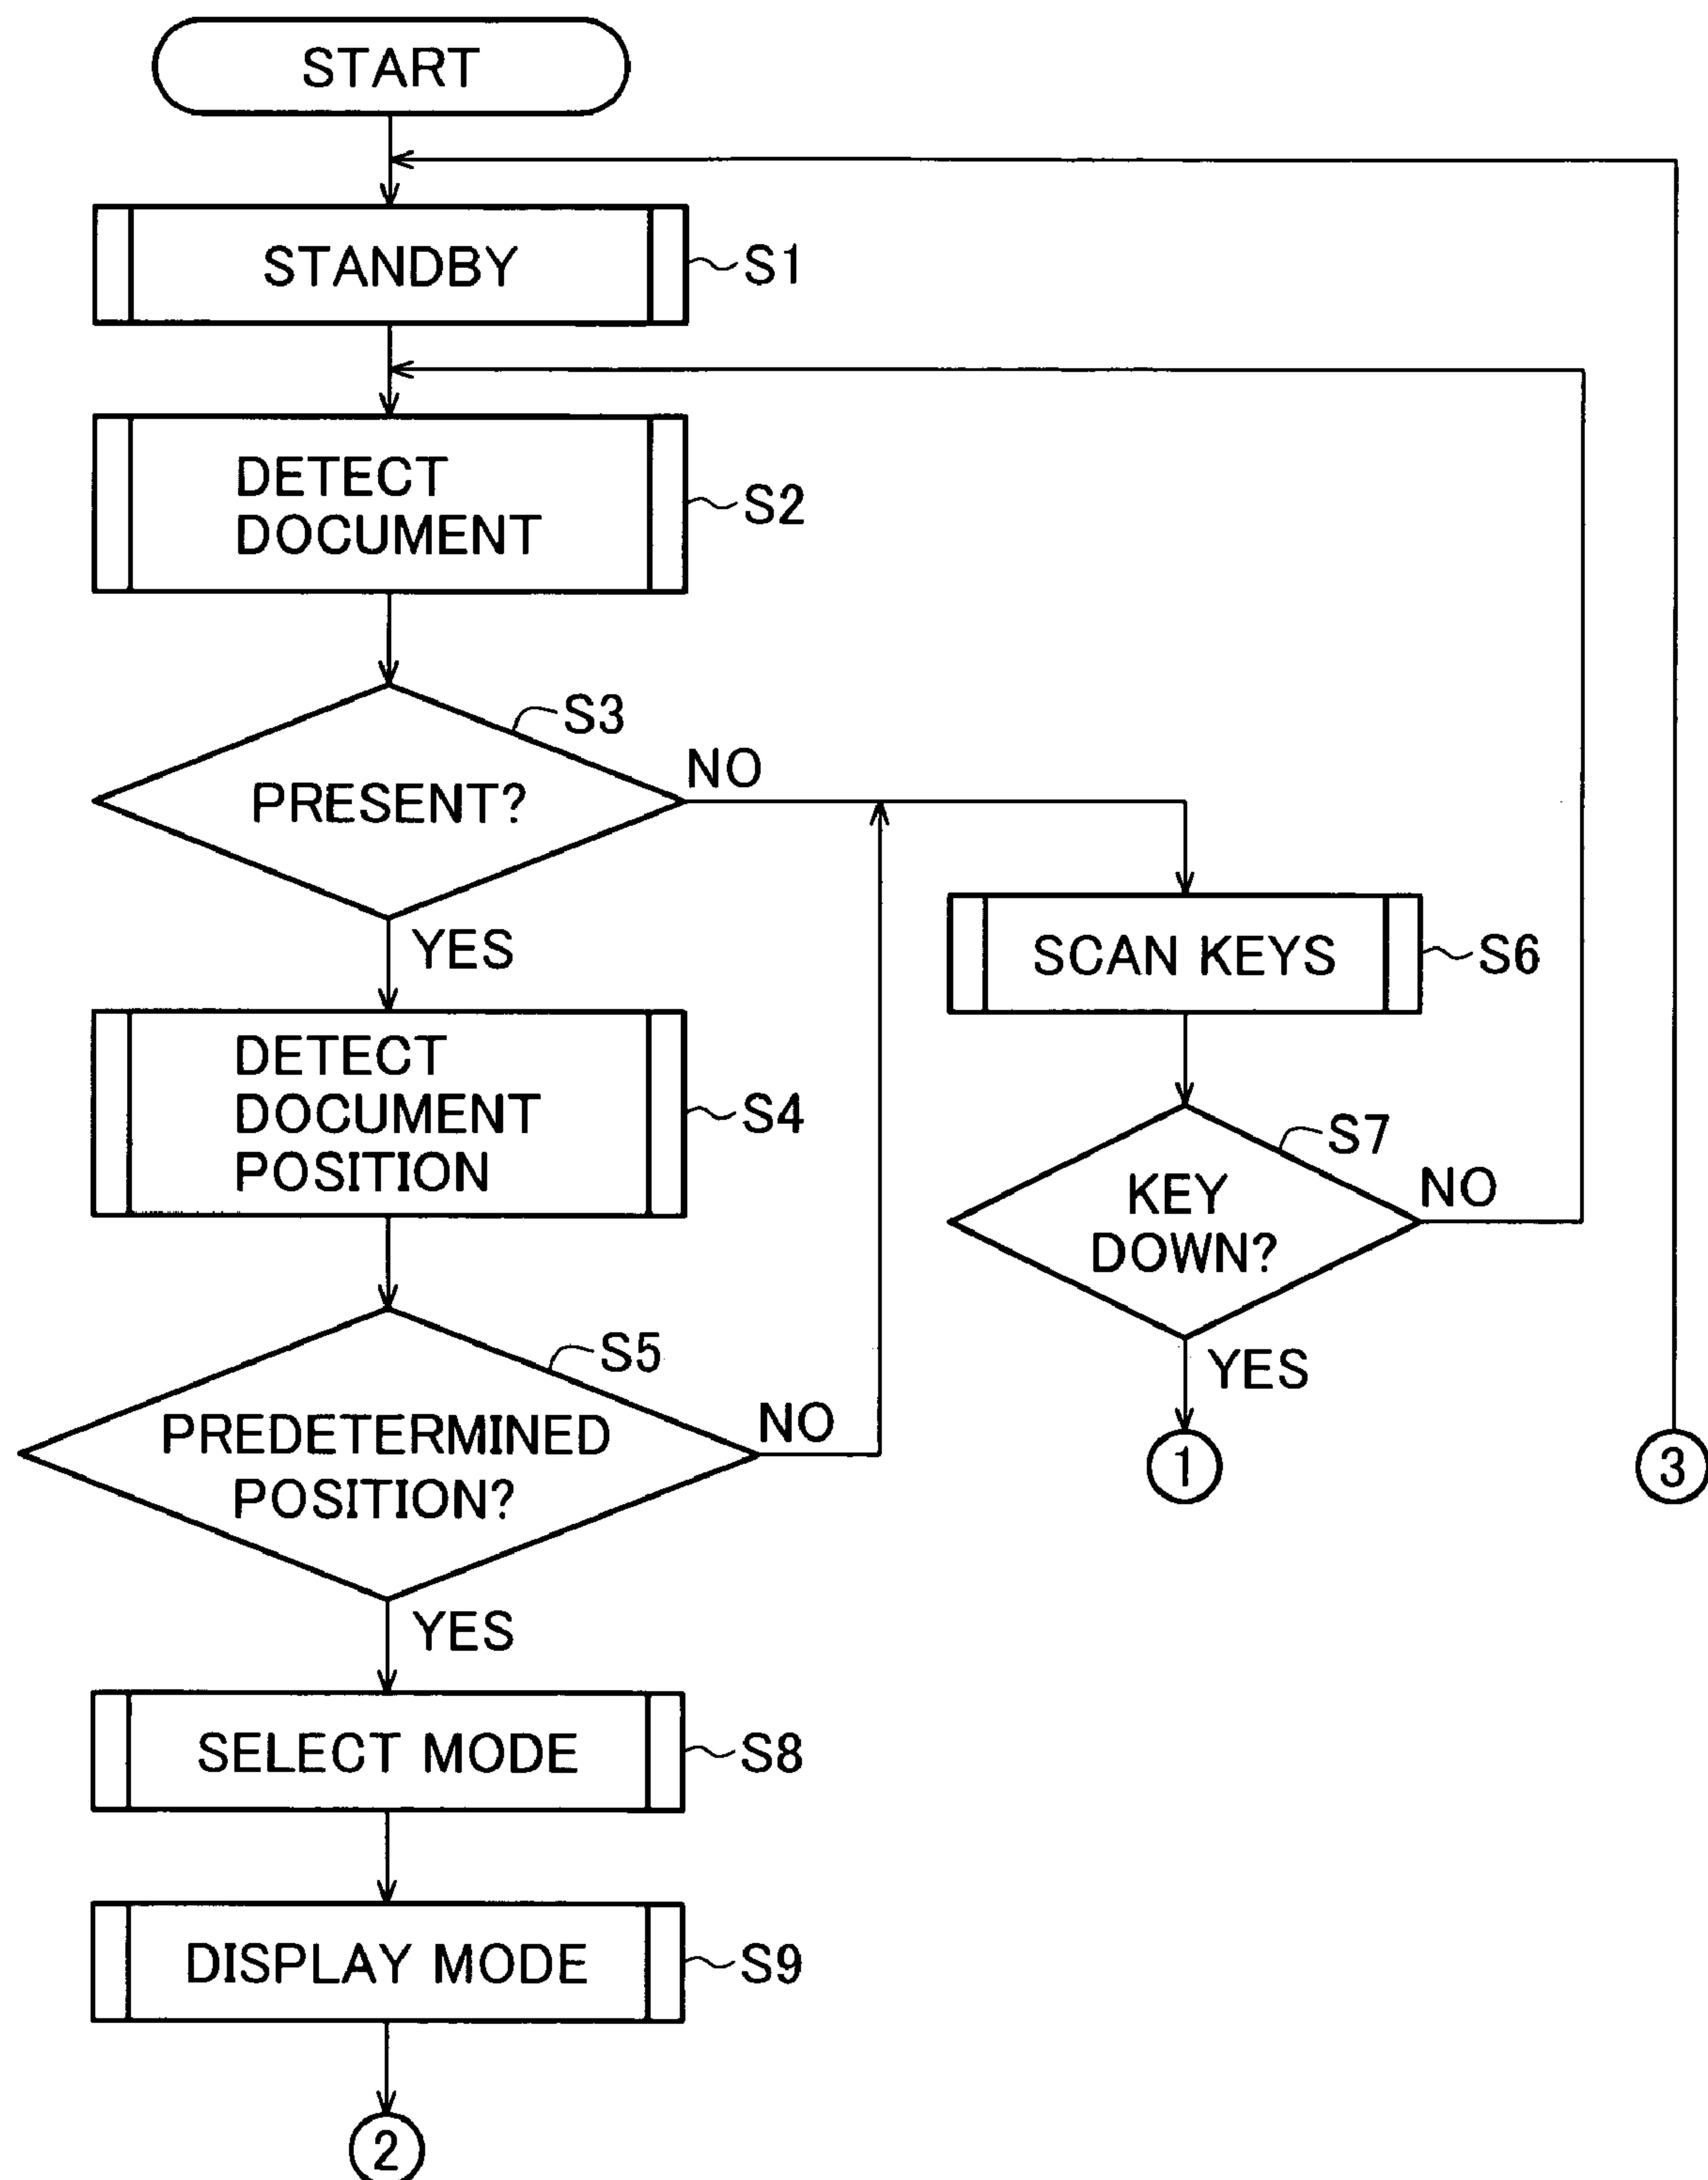 START
STANDBY
S1
DETECT
DOCUMENT
S2
S3
PRESENT?
NO
YES
SCAN KEYS
S6
DETECT
DOCUMENT
POSITION
S4
S7
KEY
DOWN?
NO
YES
1
3
S5
PREDETERMINED
POSITION?
NO
YES
SELECT MODE
S8
DISPLAY MODE
S9
2